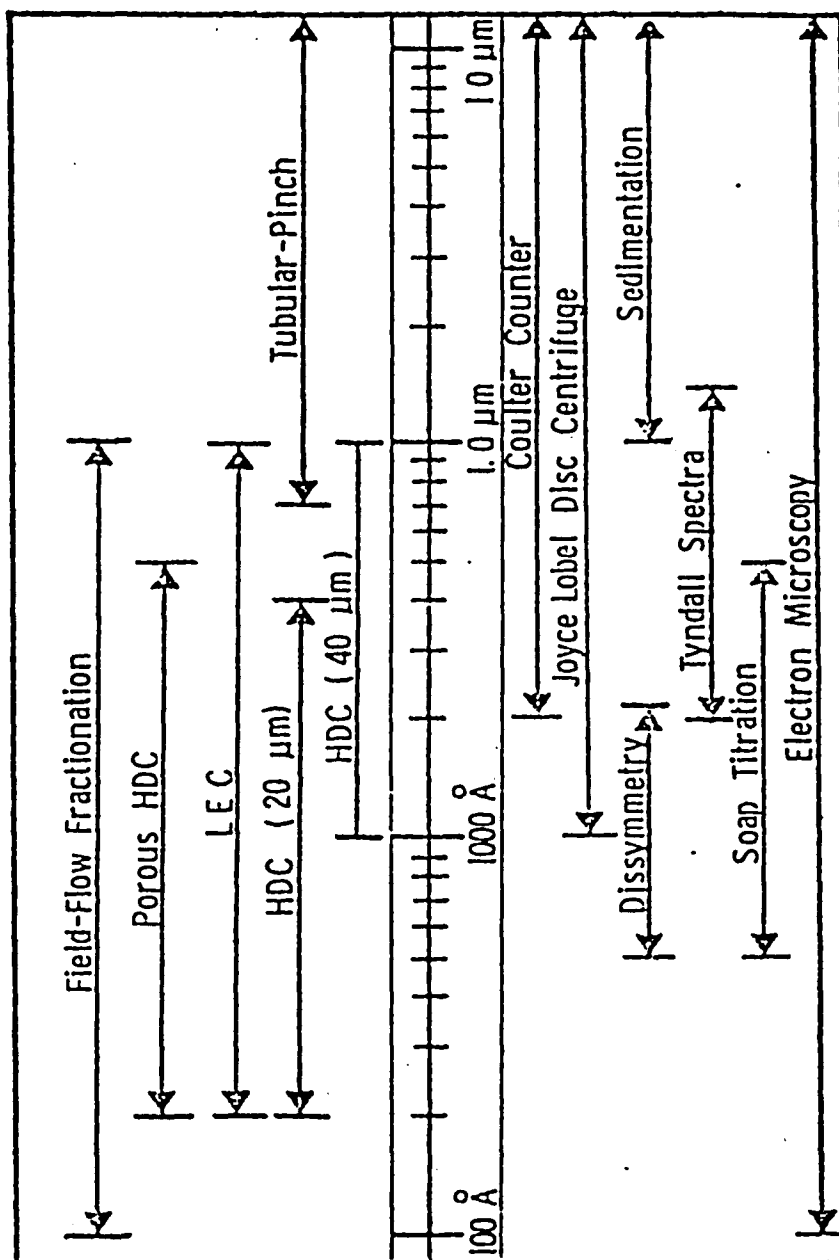 Field-Flow Fractionation
Porous HDC
LEC
HDC (20 µm)
Tubular-Pinch
HDC (40 µm)
100 Å
1000 Å
1.0 µm
10 µm
Coulter Counter
Joyce Lobel Disc Centrifuge
Dissymmetry
Sedimentation
Tyndall Spectra
Soap Titration
Electron Microscopy